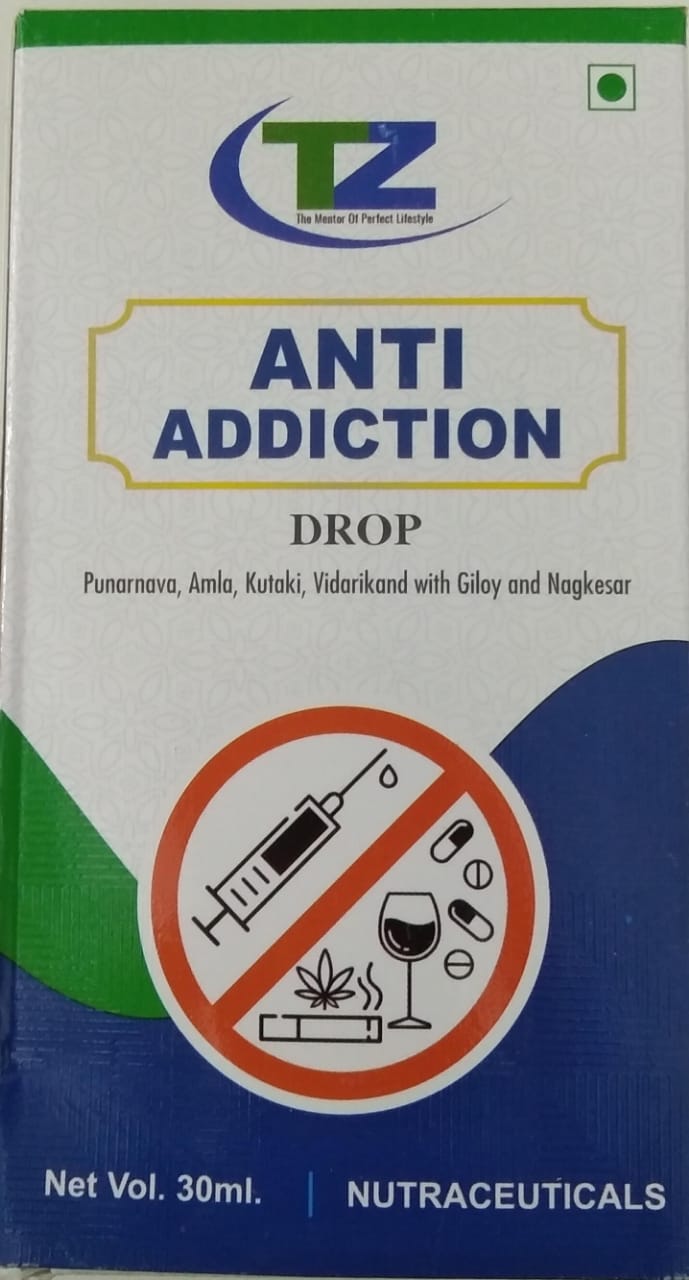 TZ
The Mentor Of Perfect Lifestyle
ANTI
ADDICTION
DROP
Punarnava, Amla, Kutaki, Vidarikand with Giloy and Nagkesar
Net Vol. 30ml. | NUTRACEUTICALS